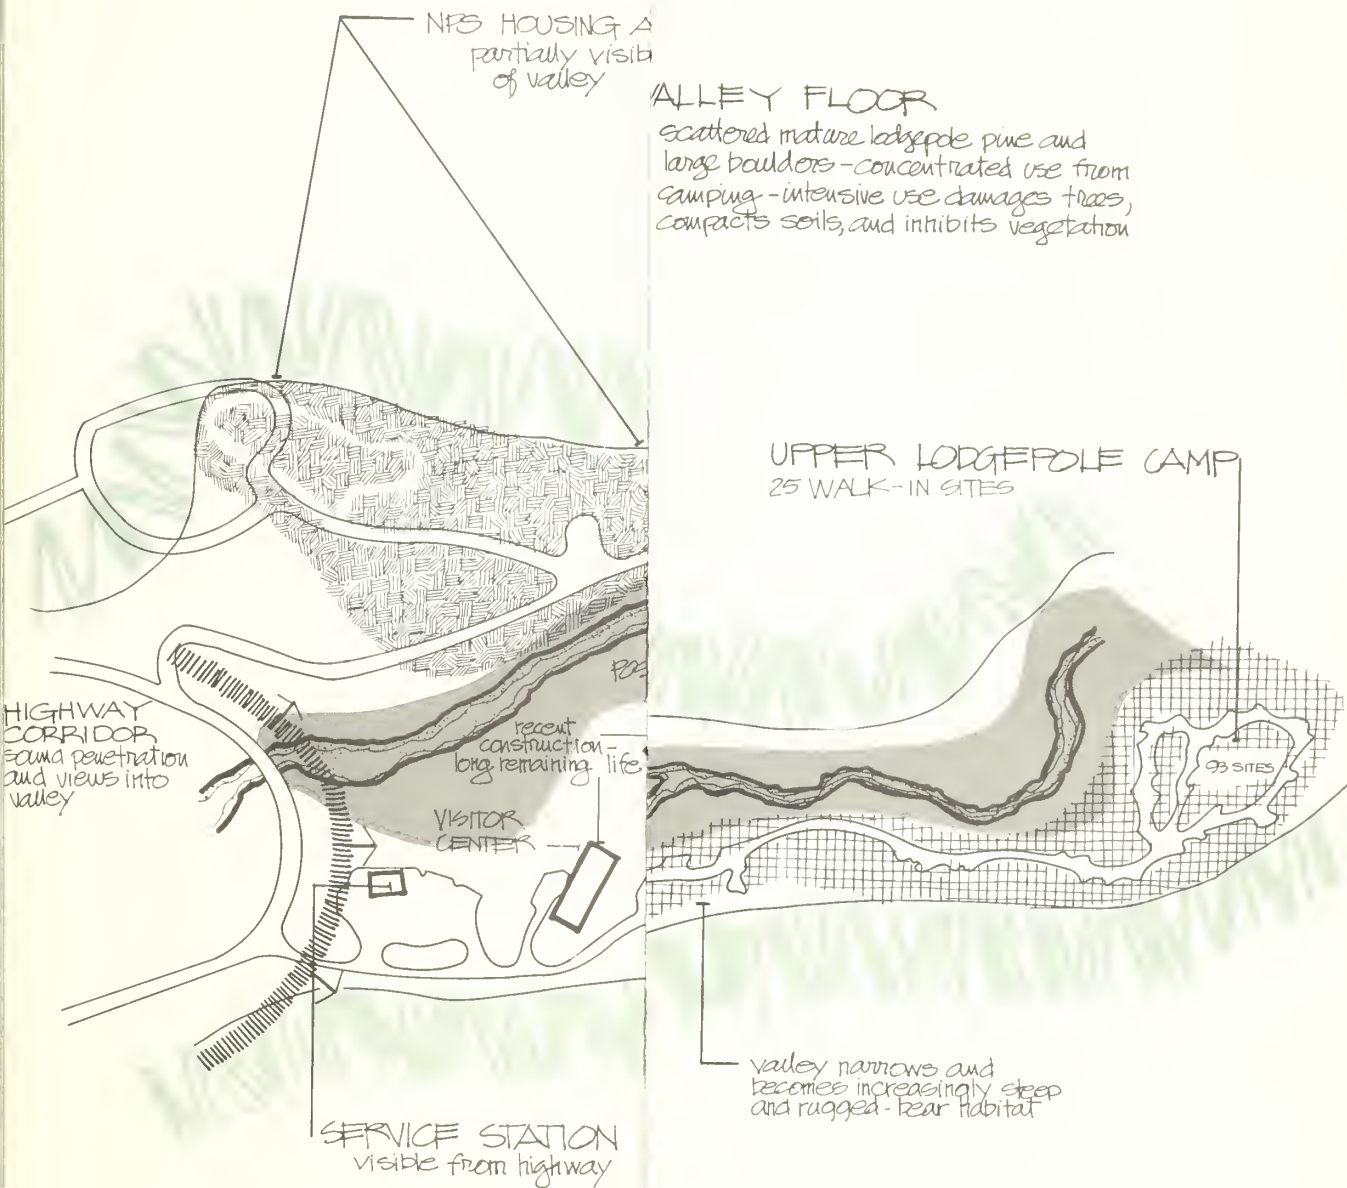 NPS HOUSING A
partially visib
of valley
VALLEY FLOOR
scattered mature lodgepole pine and
large boulders - concentrated use from
camping - intensive use damages trees,
compacts soils, and inhibits vegetation
UPPER LODGEPOLE CAMP
25 WALK-IN SITES
93 SITES
HIGHWAY
CORRIDOR
sound penetration
and views into
valley
POS
recent
construction -
long remaining life
VISITOR
CENTER
valley narrows and
becomes increasingly steep
and rugged - bear habitat
SERVICE STATION
visible from highway